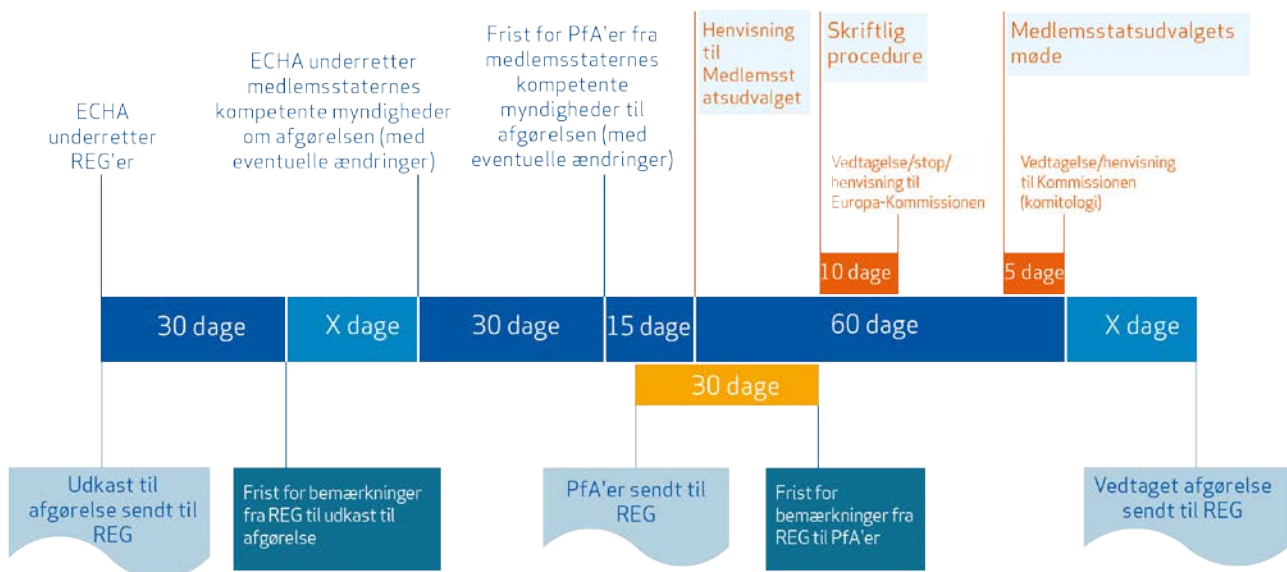 ECHA
underretter
REG'er
ECHA underretter
medlemsstaternes
kompetente myndigheder
om afgørelsen (med
eventuelle ændringer)
Frist for PfA'er fra
medlemsstaternes
kompetente
myndigheder til
afgørelsen (med
eventuelle ændringer)
Henvisning
til
Medlemsst
atsudvalget
Skriftlig
procedure
Medlemsstatsudvalgets
møde
Vedtagelse/stop/
henvisning til
Europa-Kommissionen
Vedtagelse/henvisning
til Kommissionen
(komitologi)
10 dage
5 dage
30 dage
X dage
30 dage
15 dage
60 dage
X dage
30 dage
Udkast til
afgørelse sendt til
REG
Frist for bemærkninger
fra REG til udkast til
afgørelse
PfA'er sendt til
REG
Frist for
bemærkninger fra
REG til PfA'er
Vedtaget afgørelse
sendt til REG